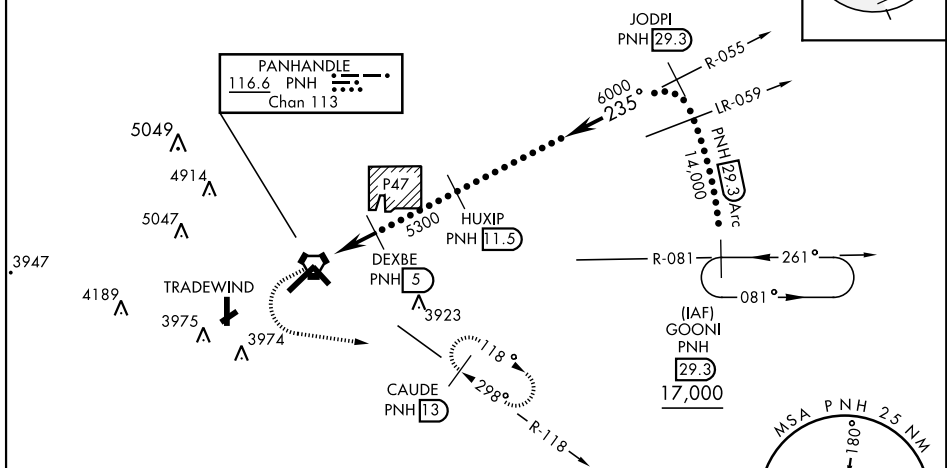 JODPI
PNH 29.3
R-055
PANHANDLE
116.6 PNH
Chan 113
6000
235°
LR-059
5049
4914
5047
PNH 29.3 Arc
14,000
P47
5300
HUXIP
PNH 11.5
DEXBE
PNH 5
R-081
261°
081°
3947
TRADEWIND
4189
3975
3974
3923
(IAF)
GOONI
PNH
29.3
17,000
118°
298°
CAUDE
PNH 13
R-118
MSA PNH 25 NM
180°